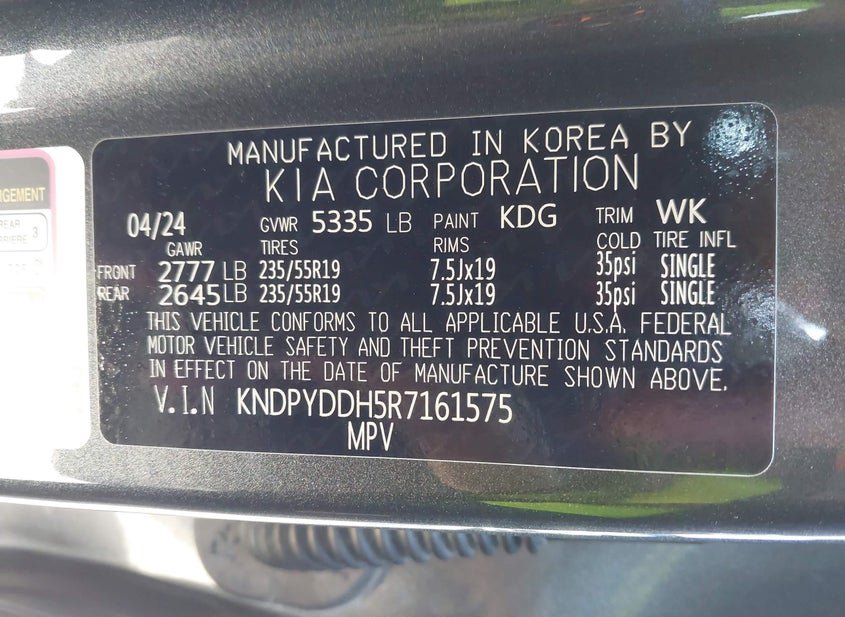 MANUFACTURED IN KOREA BY
KIA CORPORATION
04/24 GVWR 5335 LB PAINT KDG TRIM WK
GAWR TIRES RIMS COLD TIRE INFL
FRONT 2777 LB 235/55R19 7.5Jx19 35psi SINGLE
REAR 2645 LB 235/55R19 7.5Jx19 35psi SINGLE
THIS VEHICLE CONFORMS TO ALL APPLICABLE U.S.A. FEDERAL
MOTOR VEHICLE SAFETY AND THEFT PREVENTION STANDARDS
IN EFFECT ON THE DATE OF MANUFACTURE SHOWN ABOVE.
V.I.N KNDPYDDH5R7161575
MPV
REAR
3